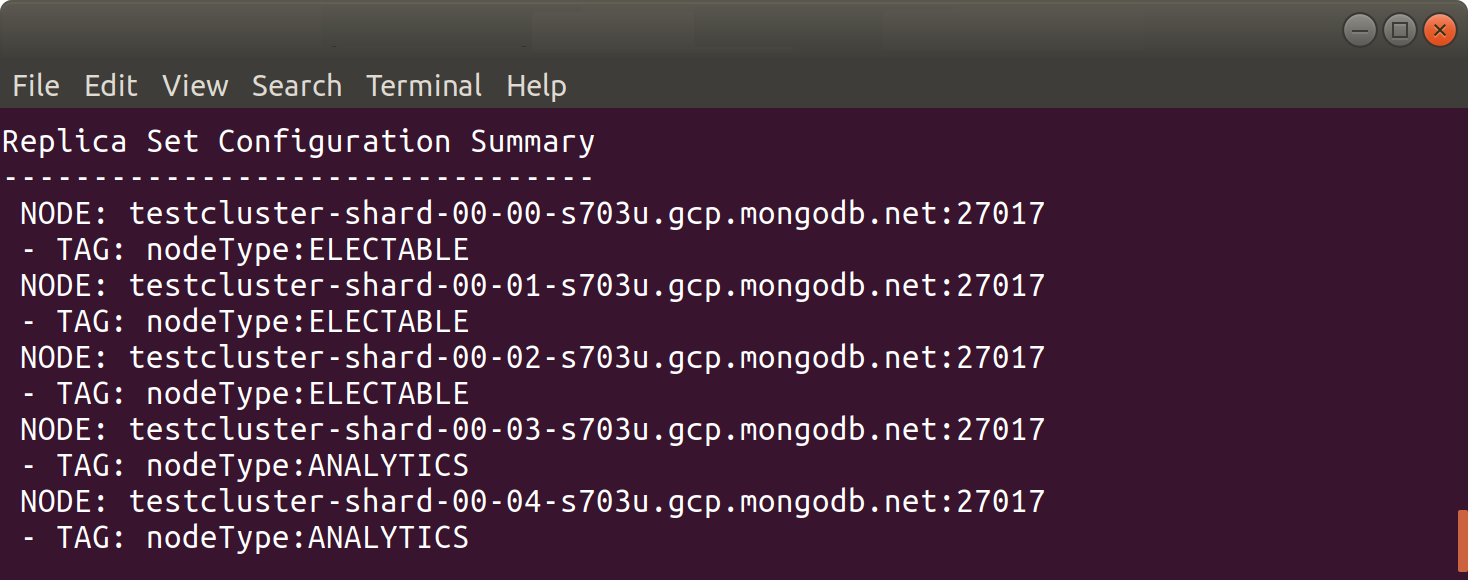 File Edit View Search Terminal Help
Replica Set Configuration Summary
---------------------------------
NODE: testcluster-shard-00-00-s703u.gcp.mongodb.net:27017
- TAG: nodeType:ELECTABLE
NODE: testcluster-shard-00-01-s703u.gcp.mongodb.net:27017
- TAG: nodeType:ELECTABLE
NODE: testcluster-shard-00-02-s703u.gcp.mongodb.net:27017
- TAG: nodeType:ELECTABLE
NODE: testcluster-shard-00-03-s703u.gcp.mongodb.net:27017
- TAG: nodeType:ANALYTICS
NODE: testcluster-shard-00-04-s703u.gcp.mongodb.net:27017
- TAG: nodeType:ANALYTICS